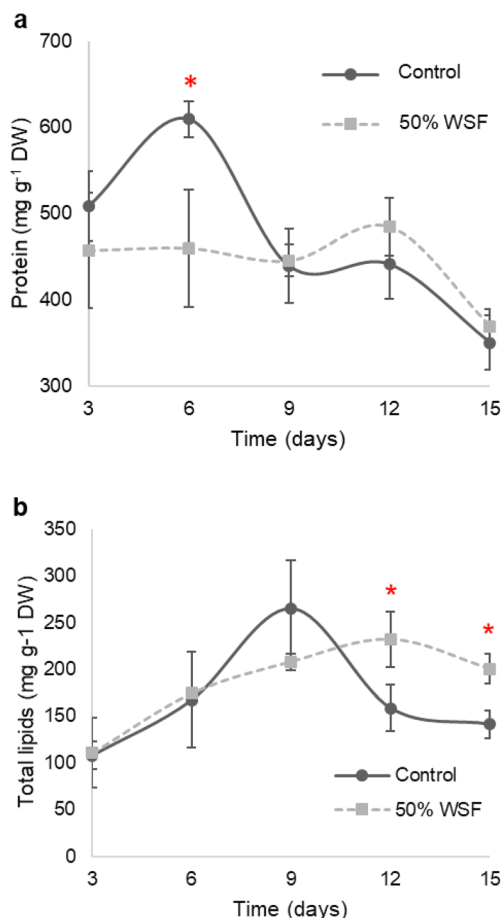 a
700
600
500
400
300
Protein (mg g⁻¹ DW)
*
Control
50% WSF
3 6 9 12 15
Time (days)
b
350
300
250
200
150
100
50
0
Total lipids (mg g-1 DW)
*
*
Control
50% WSF
3 6 9 12 15
Time (days)